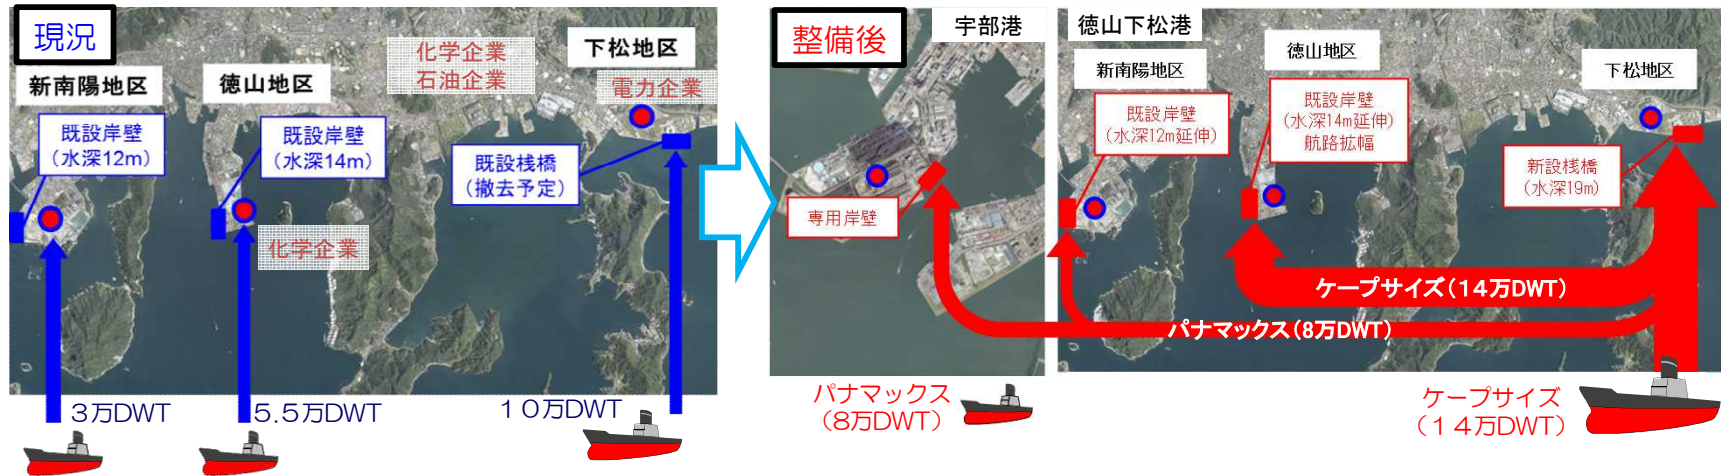 現況
新南陽地区
徳山地区
化学企業
石油企業
下松地区
電力企業
既設岸壁
（水深12m）
既設岸壁
（水深14m）
既設桟橋
（撤去予定）
化学企業
3万DWT
5.5万DWT
１０万DWT
整備後
宇部港
専用岸壁
パナマックス
（8万DWT）
徳山下松港
新南陽地区
徳山地区
下松地区
既設岸壁
（水深12m延伸）
既設岸壁
（水深14m延伸）
航路拡幅
新設桟橋
（水深19m）
ケープサイズ（14万DWT）
パナマックス（8万DWT）
ケープサイズ
（１４万DWT）